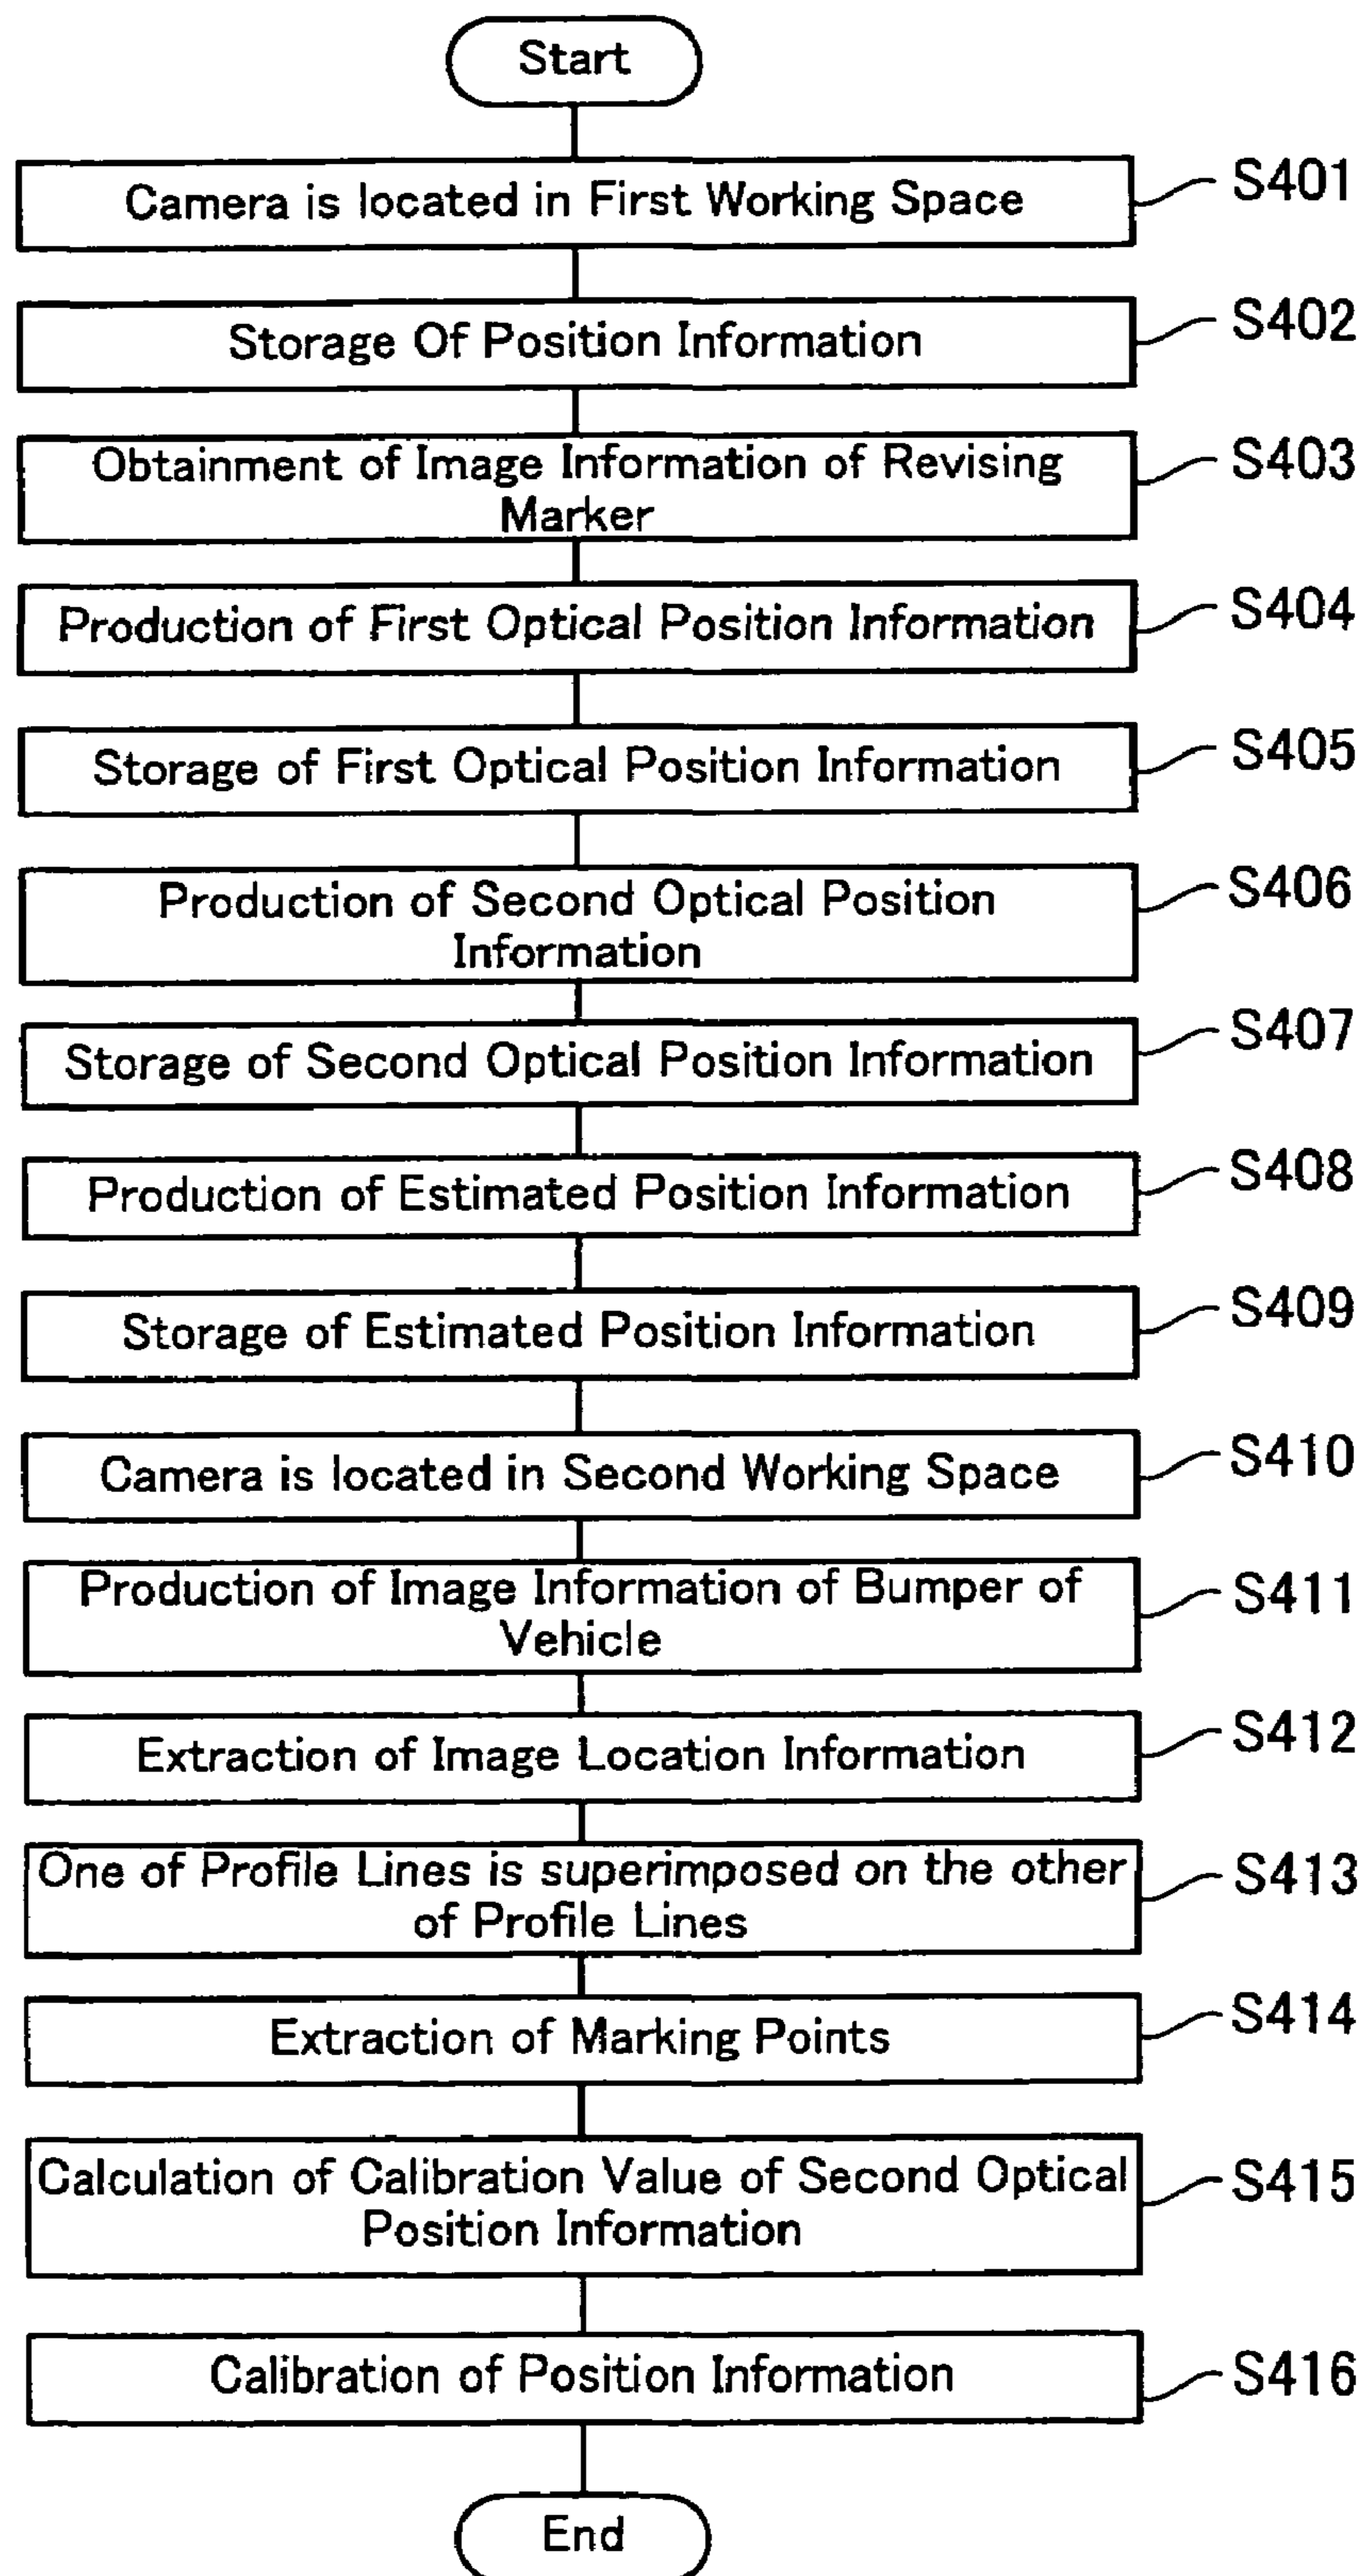 Start
Camera is located in First Working Space
S401
Storage Of Position Information
S402
Obtainment of Image Information of Revising
Marker
S403
Production of First Optical Position Information
S404
Storage of First Optical Position Information
S405
Production of Second Optical Position
Information
S406
Storage of Second Optical Position Information
S407
Production of Estimated Position Information
S408
Storage of Estimated Position Information
S409
Camera is located in Second Working Space
S410
Production of Image Information of Bumper of
Vehicle
S411
Extraction of Image Location Information
S412
One of Profile Lines is superimposed on the other
of Profile Lines
S413
Extraction of Marking Points
S414
Calculation of Calibration Value of Second Optical
Position Information
S415
Calibration of Position Information
S416
End